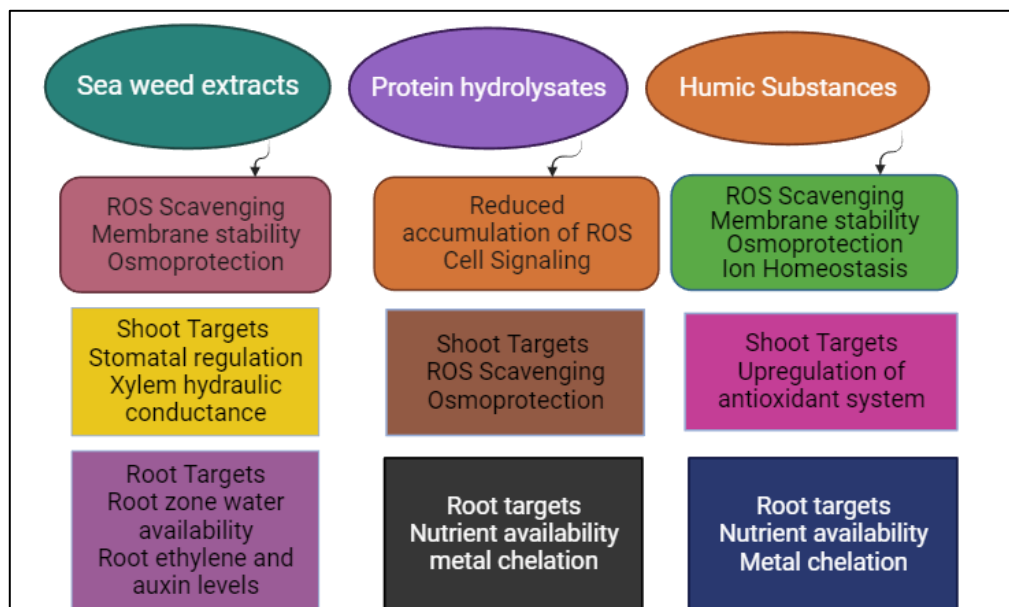 Sea weed extracts
Protein hydrolysates
Humic Substances
ROS Scavenging
Membrane stability
Osmoprotection
Reduced
accumulation of ROS
Cell Signaling
ROS Scavenging
Membrane stability
Osmoprotection
Ion Homeostasis
Shoot Targets
Stomatal regulation
Xylem hydraulic
conductance
Shoot Targets
ROS Scavenging
Osmoprotection
Shoot Targets
Upregulation of
antioxidant system
Root Targets
Root zone water
availability
Root ethylene and
auxin levels
Root targets
Nutrient availability
metal chelation
Root targets
Nutrient availability
Metal chelation